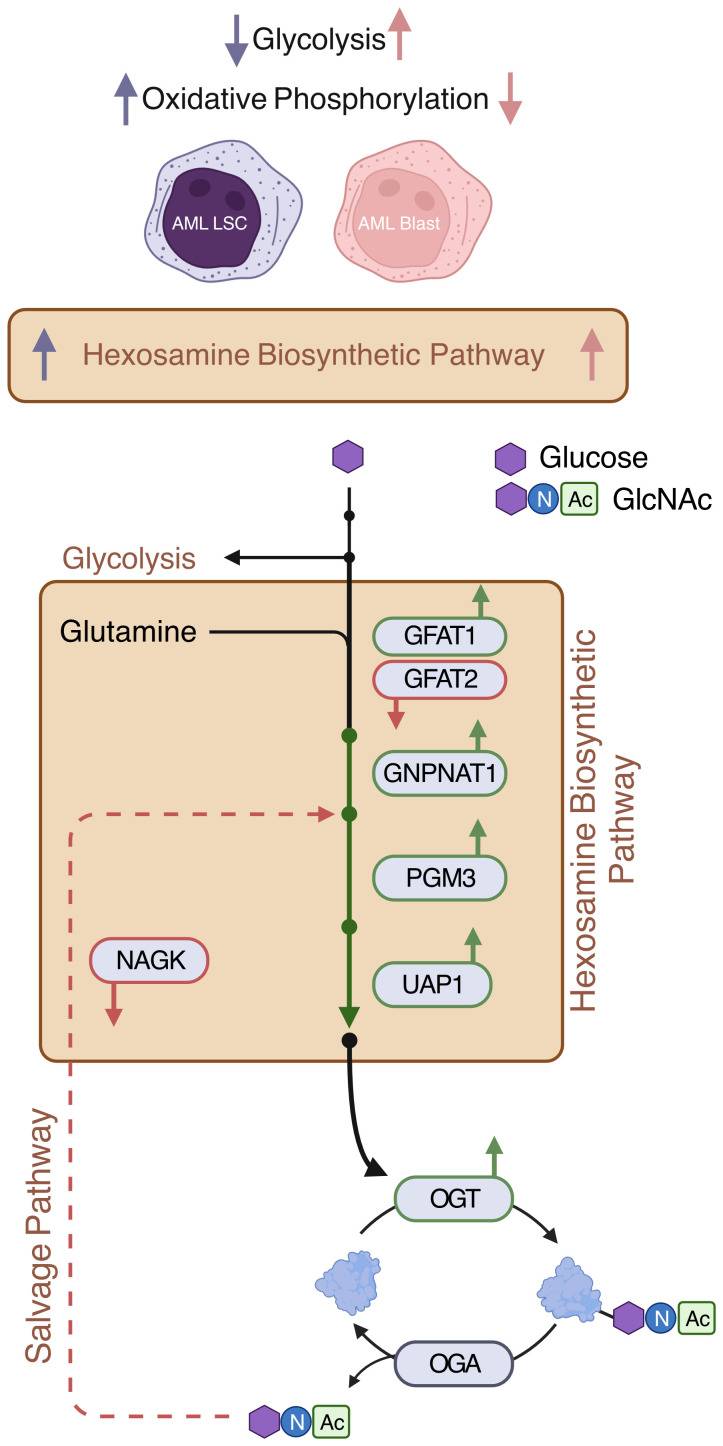 Glycolysis
Oxidative Phosphorylation
AML LSC
AML Blast
Hexosamine Biosynthetic Pathway
Glucose
N Ac GlcNAc
Glycolysis
Glutamine
GFAT1
GFAT2
GNPNAT1
PGM3
UAP1
NAGK
Hexosamine Biosynthetic
Pathway
Salvage Pathway
OGT
N Ac
OGA
N Ac